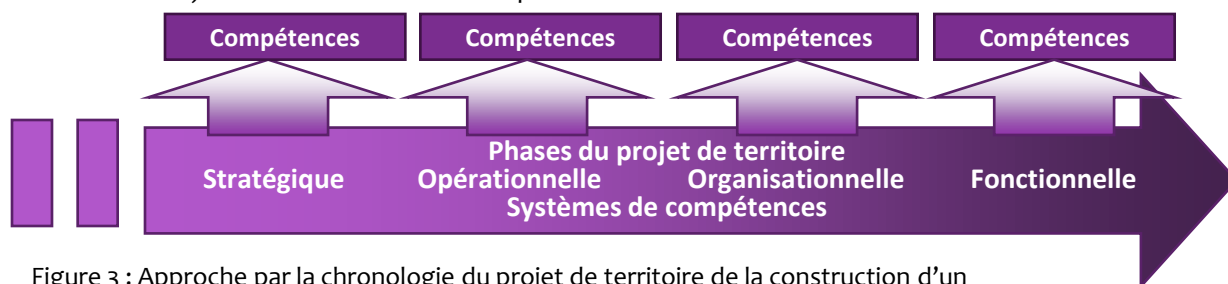 Compétences Compétences Compétences Compétences
Phases du projet de territoire
Stratégique Opérationnelle Organisationnelle Fonctionnelle
Systèmes de compétences
Figure 3 : Approche par la chronologie du projet de territoire de la construction d'un